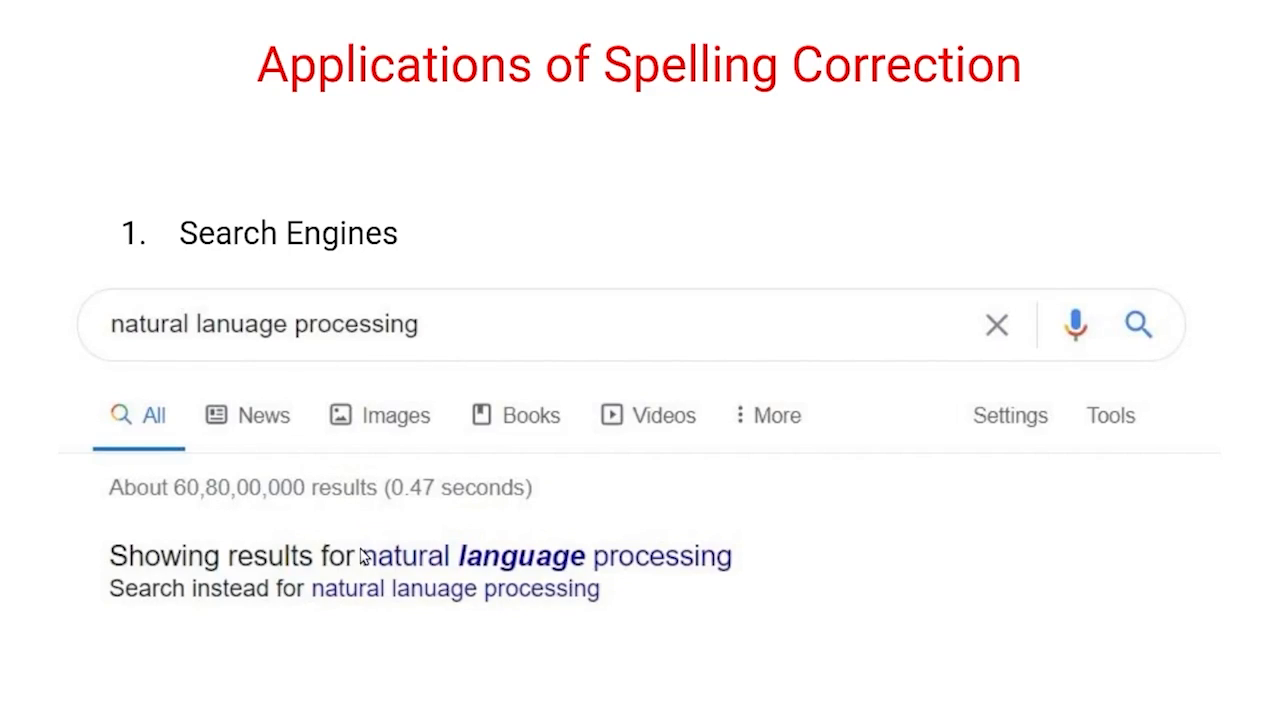 Applications of Spelling Correction
1. Search Engines
natural lanuage processing
All News Images Books Videos More Settings Tools
About 60,80,00,000 results (0.47 seconds)
Showing results for natural language processing
Search instead for natural lanuage processing